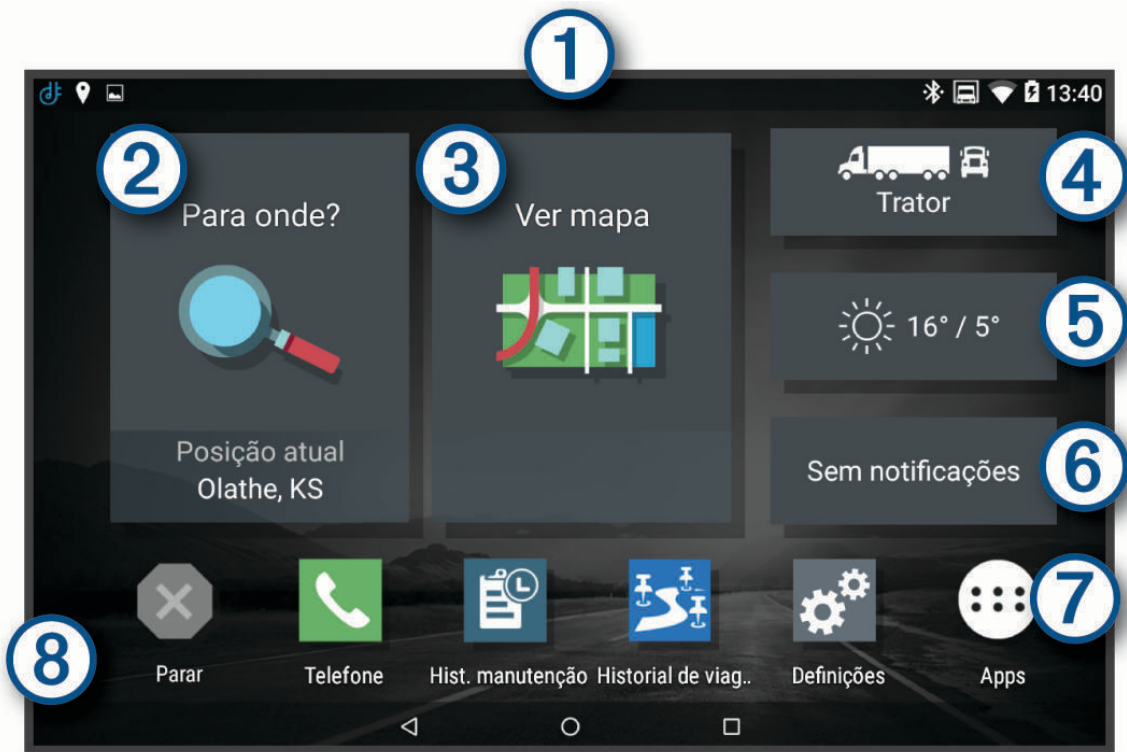 1
13:40
2
Para onde?
Posição atual
Olathe, KS
3
Ver mapa
4
Trator
5
16° / 5°
6
Sem notificações
7
8
Parar
Telefone
Hist. manutenção
Historial de viag..
Definições
Apps